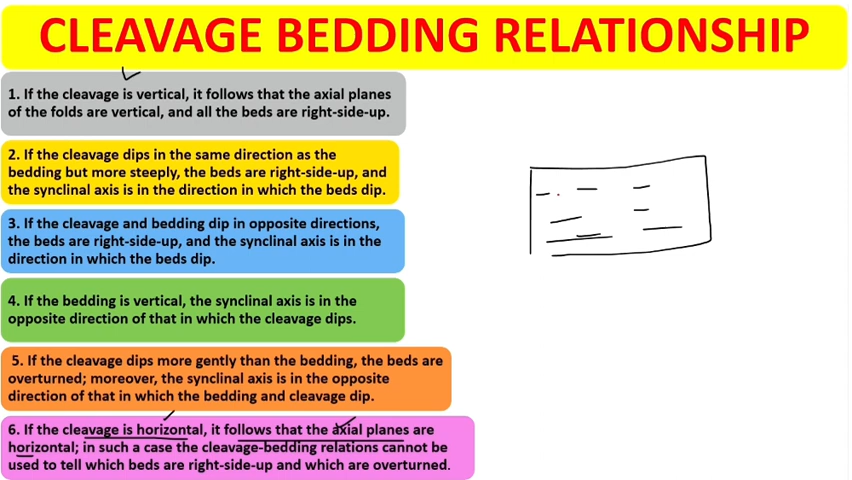 CLEAVAGE BEDDING RELATIONSHIP
1. If the cleavage is vertical, it follows that the axial planes
of the folds are vertical, and all the beds are right-side-up.
2. If the cleavage dips in the same direction as the
bedding but more steeply, the beds are right-side-up, and
the synclinal axis is in the direction in which the beds dip.
3. If the cleavage and bedding dip in opposite directions,
the beds are right-side-up, and the synclinal axis is in the
direction in which the beds dip.
4. If the bedding is vertical, the synclinal axis is in the
opposite direction of that in which the cleavage dips.
5. If the cleavage dips more gently than the bedding, the beds are
overturned; moreover, the synclinal axis is in the opposite
direction of that in which the bedding and cleavage dip.
6. If the cleavage is horizontal, it follows that the axial planes are
horizontal; in such a case the cleavage-bedding relations cannot be
used to tell which beds are right-side-up and which are overturned.